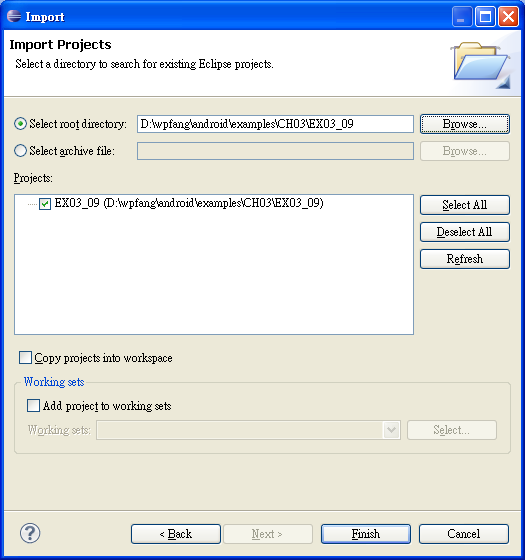 Import
Import Projects
Select a directory to search for existing Eclipse projects.
Select root directory: D:\wpfang\android\examples\CH03\EX03_09 Browse...
Select archive file: Browse...
Projects:
EX03_09 (D:\wpfang\android\examples\CH03\EX03_09)
Select All
Deselect All
Refresh
Copy projects into workspace
Working sets
Add project to working sets
Working sets: Select...
? < Back Next > Finish Cancel